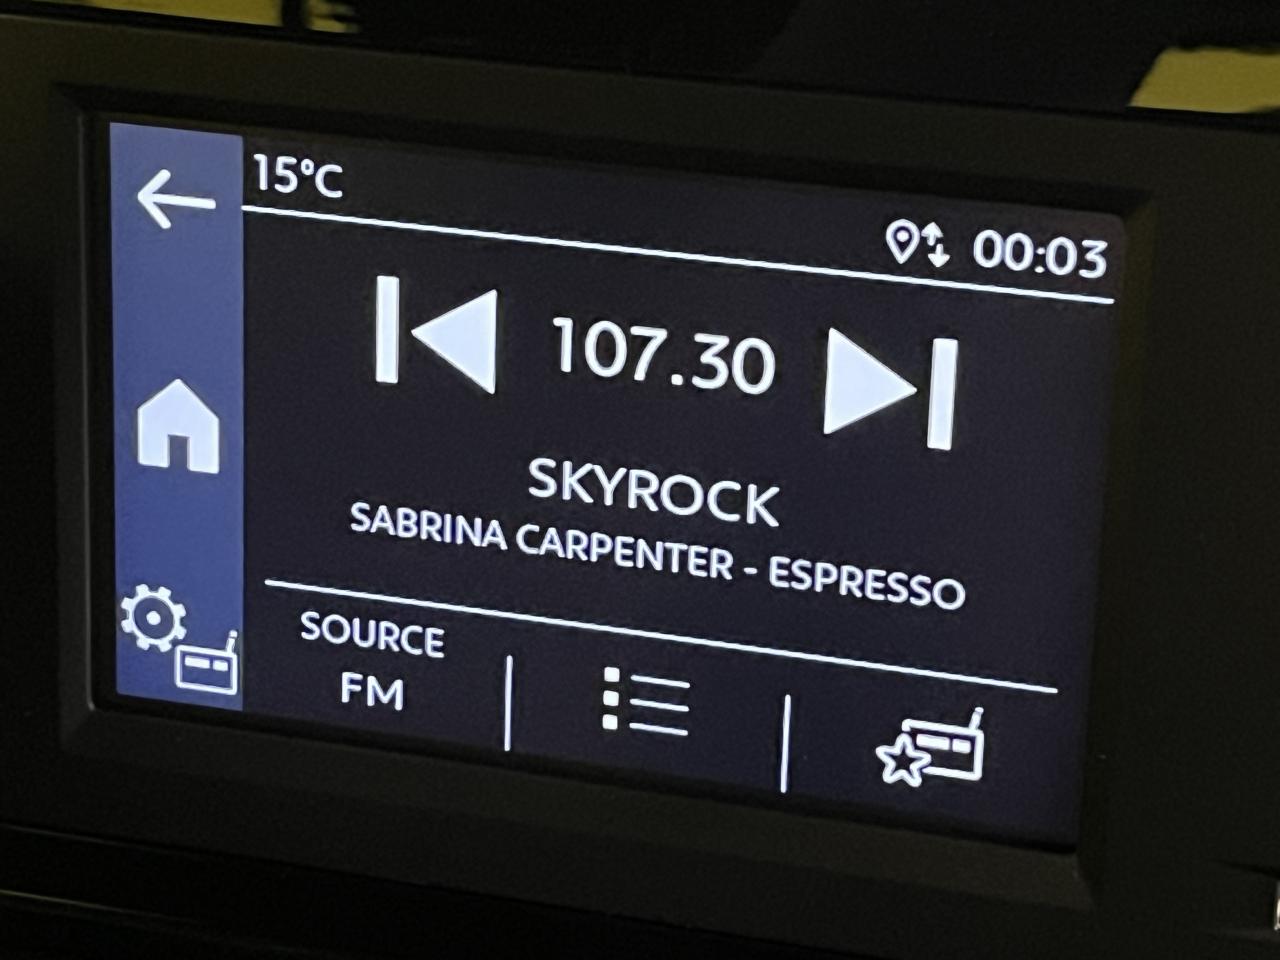 15°C
00:03
107.30
SKYROCK
SABRINA CARPENTER - ESPRESSO
SOURCE
FM